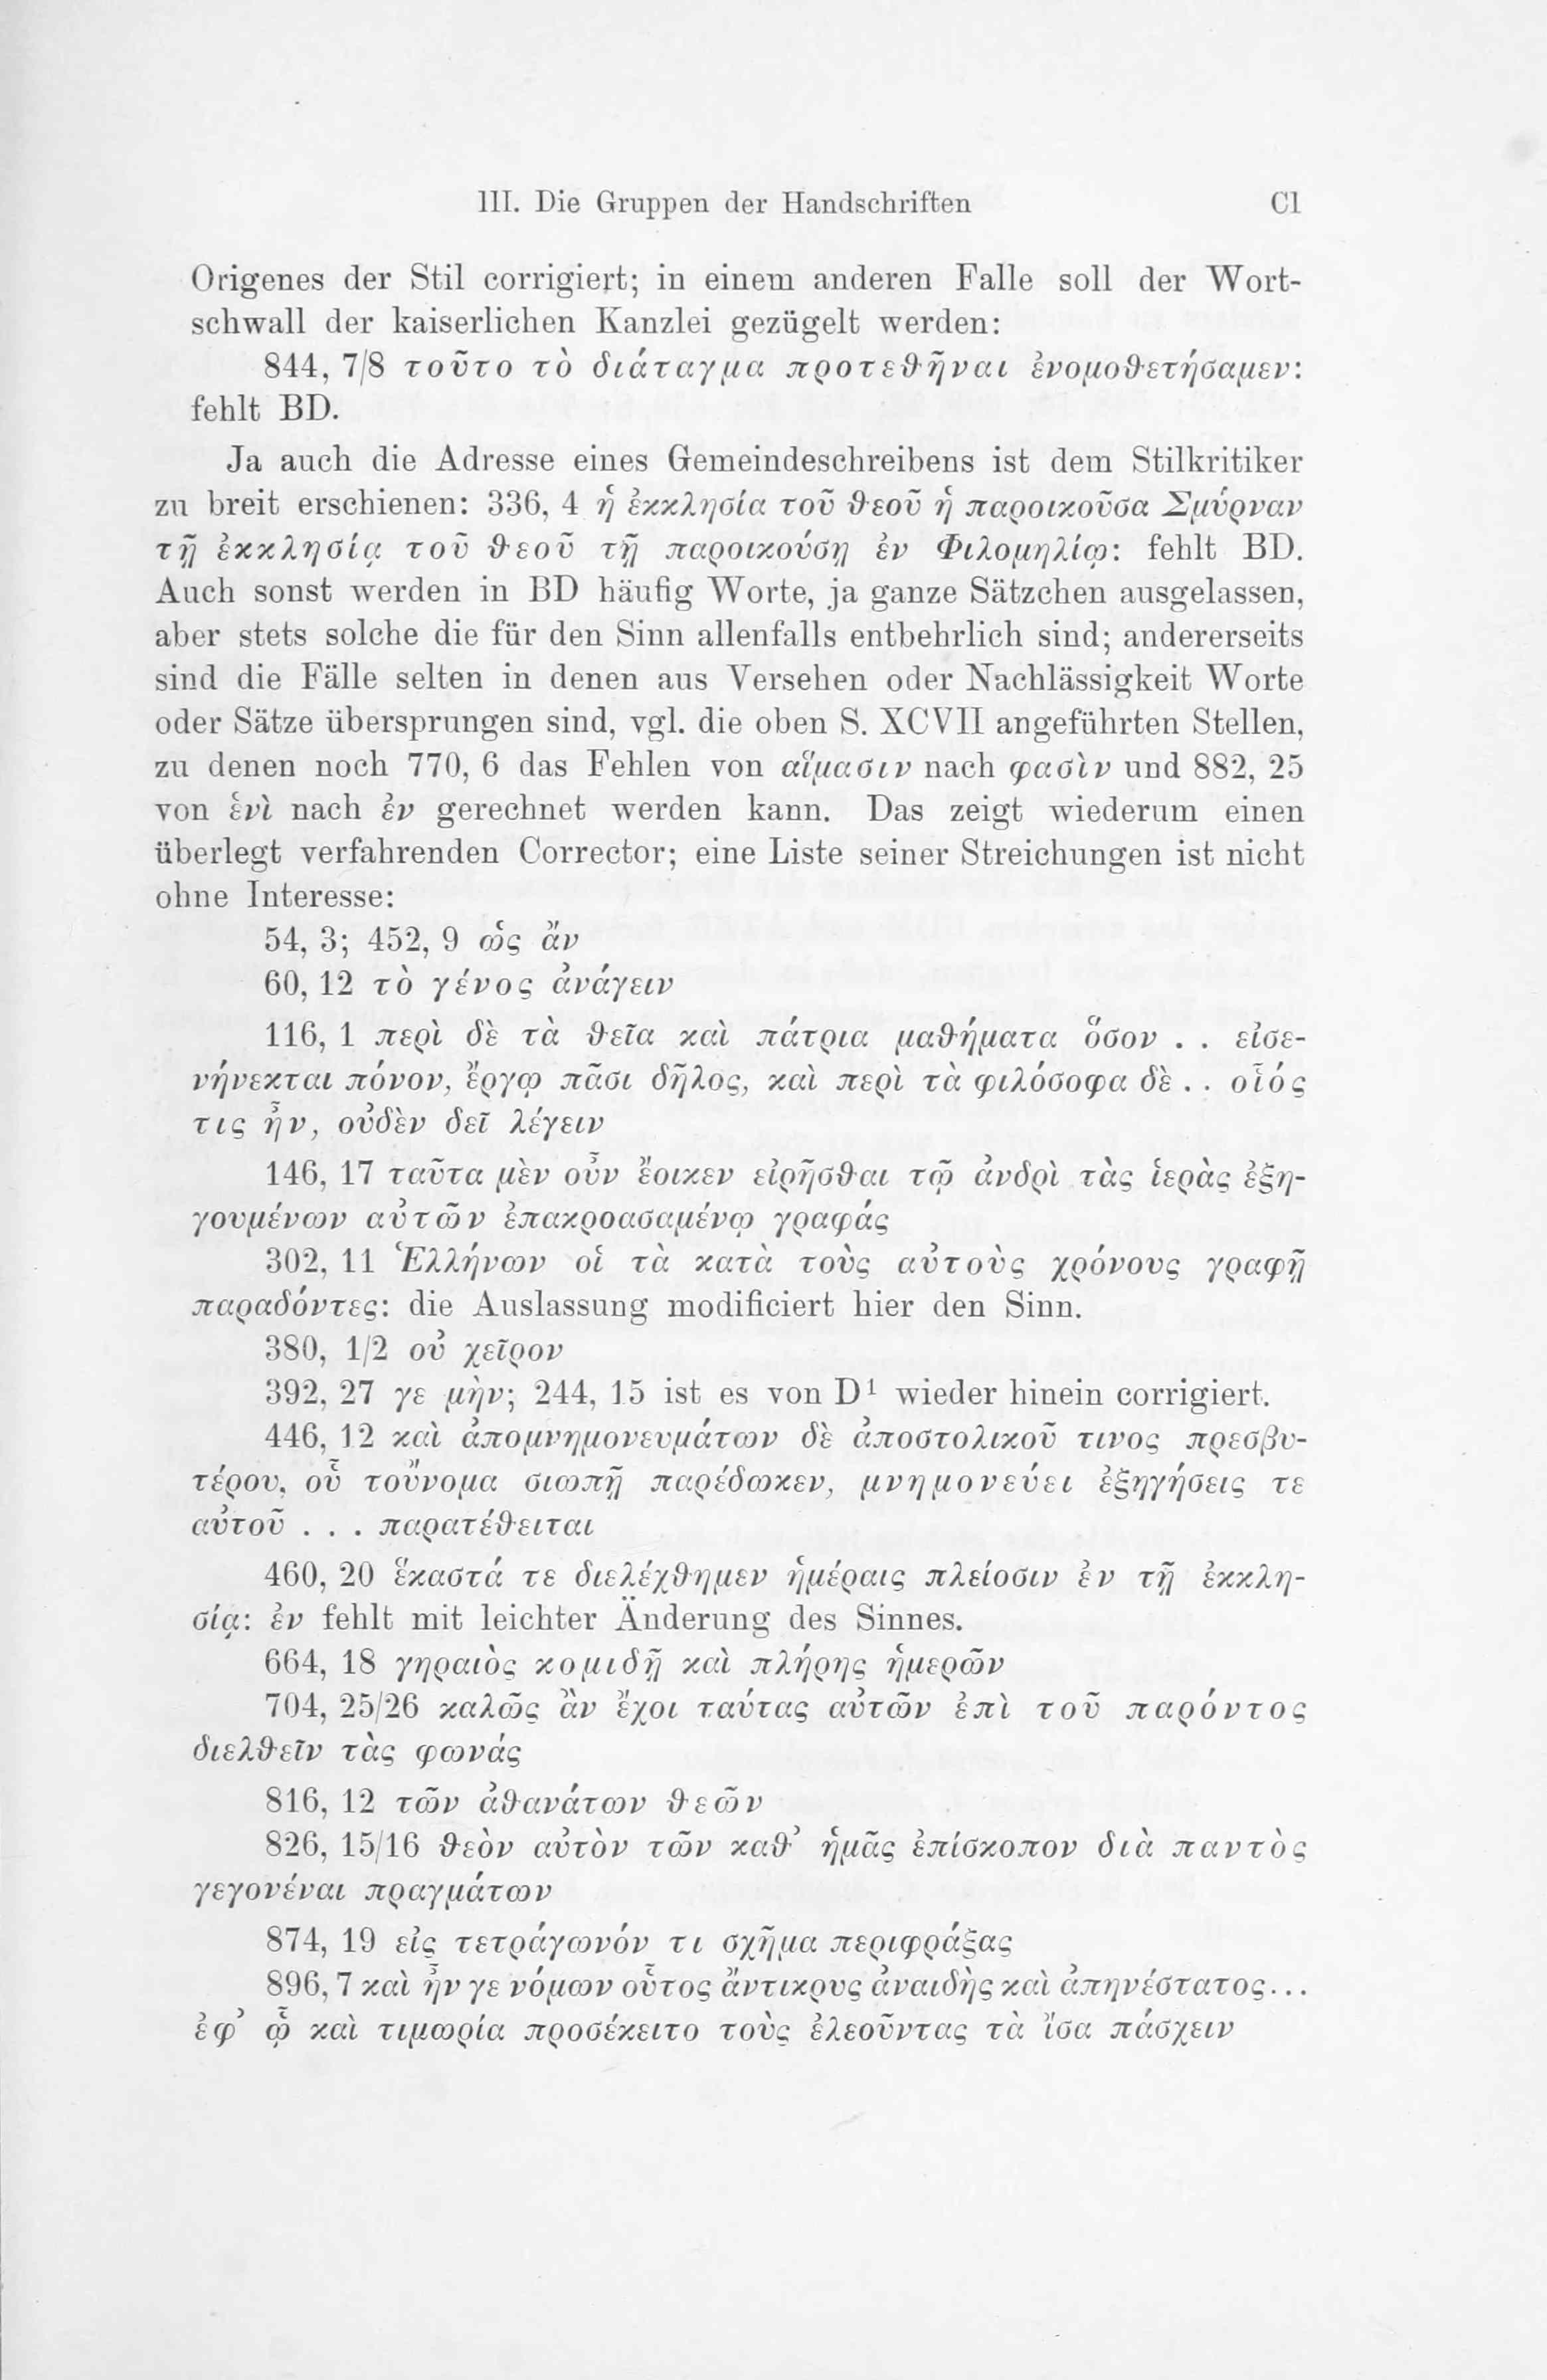 III. Die Gruppen der Handschriften CI
Origenes der Stil corrigiert; in einem anderen Falle soll der Wort-
schwall der kaiserlichen Kanzlei gezügelt werden:
844, 7/8 τοῦτο τὸ διάταγμα προτεθῆναι ἐνομοθετήσαμεν:
fehlt BD.
Ja auch die Adresse eines Gemeindeschreibens ist dem Stilkritiker
zu breit erschienen: 336, 4 ἡ ἐκκλησία τοῦ θεοῦ ἡ παροικοῦσα Σμύρναν
τῇ ἐκκλησίᾳ τοῦ θεοῦ τῇ παροικούσῃ ἐν Φιλομηλίῳ: fehlt BD.
Auch sonst werden in BD häufig Worte, ja ganze Sätzchen ausgelassen,
aber stets solche die für den Sinn allenfalls entbehrlich sind; andererseits
sind die Fälle selten in denen aus Versehen oder Nachlässigkeit Worte
oder Sätze übersprungen sind, vgl. die oben S. XCVII angeführten Stellen,
zu denen noch 770, 6 das Fehlen von αἵμασιν nach φασὶν und 882, 25
von ἑνὶ nach ἐν gerechnet werden kann. Das zeigt wiederum einen
überlegt verfahrenden Corrector; eine Liste seiner Streichungen ist nicht
ohne Interesse:
54, 3; 452, 9 ὡς ἄν
60, 12 τὸ γένος ἀνάγειν
116, 1 περὶ δὲ τὰ θεῖα καὶ πάτρια μαθήματα ὅσον . . εἰσε-
νήνεκται πόνον, ἔργῳ πᾶσι δῆλος, καὶ περὶ τὰ φιλόσοφα δὲ . . οἷός
τις ἦν, οὐδὲν δεῖ λέγειν
146, 17 ταῦτα μὲν οὖν ἔοικεν εἰρῆσθαι τῷ ἀνδρὶ τὰς ἱερὰς ἐξη-
γουμένων αὐτῶν ἐπακροασαμένῳ γραφάς
302, 11 Ἑλλήνων οἱ τὰ κατὰ τοὺς αὐτοὺς χρόνους γραφῇ
παραδόντες: die Auslassung modificiert hier den Sinn.
380, 1/2 οὐ χεῖρον
392, 27 γε μὴν; 244, 15 ist es von D¹ wieder hinein corrigiert.
446, 12 καὶ ἀπομνημονευμάτων δὲ ἀποστολικοῦ τινος πρεσβυ-
τέρου, οὗ τοὔνομα σιωπῇ παρέδωκεν, μνημονεύει ἐξηγήσεις τε
αὐτοῦ . . . παρατέθειται
460, 20 ἕκαστά τε διελέχθημεν ἡμέραις πλείοσιν ἐν τῇ ἐκκλη-
σίᾳ: ἐν fehlt mit leichter Änderung des Sinnes.
664, 18 γηραιὸς κομιδῇ καὶ πλήρης ἡμερῶν
704, 25/26 καλῶς ἂν ἔχοι ταύτας αὐτῶν ἐπὶ τοῦ παρόντος
διελθεῖν τὰς φωνάς
816, 12 τῶν ἀθανάτων θεῶν
826, 15/16 θεὸν αὐτὸν τῶν καθ’ ἡμᾶς ἐπίσκοπον διὰ παντὸς
γεγονέναι πραγμάτων
874, 19 εἰς τετράγωνόν τι σχῆμα περιφράξας
896, 7 καὶ ἦν γε νόμων οὗτος ἄντικρυς ἀναιδὴς καὶ ἀπηνέστατος...
ἐφ’ ᾧ καὶ τιμωρία προσέκειτο τοὺς ἐλεοῦντας τὰ ἴσα πάσχειν